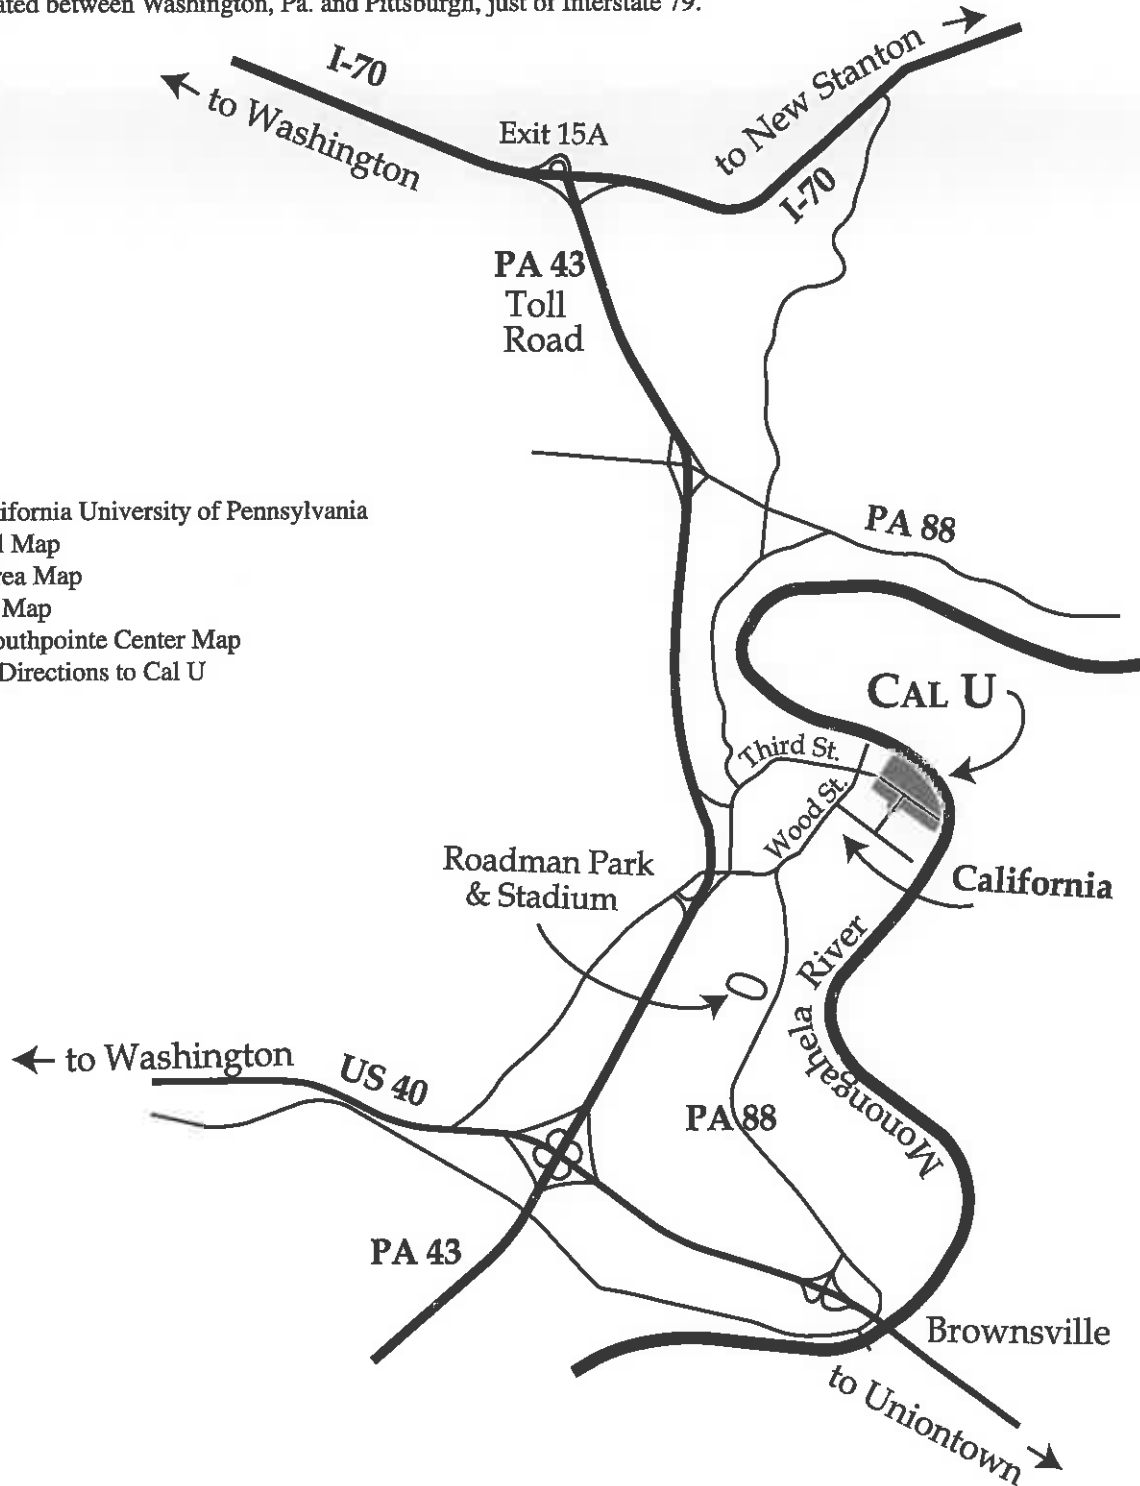 ated between Washington, Pa. and Pittsburgh, just of Interstate 79.
I-70
to Washington
Exit 15A
to New Stanton
I-70
PA 43
Toll
Road
ifornia University of Pennsylvania
l Map
rea Map
Map
outhpointe Center Map
Directions to Cal U
PA 88
CAL U
Third St.
Wood St.
Roadman Park
& Stadium
California
Monongahela River
to Washington
US 40
PA 88
PA 43
Brownsville
to Uniontown